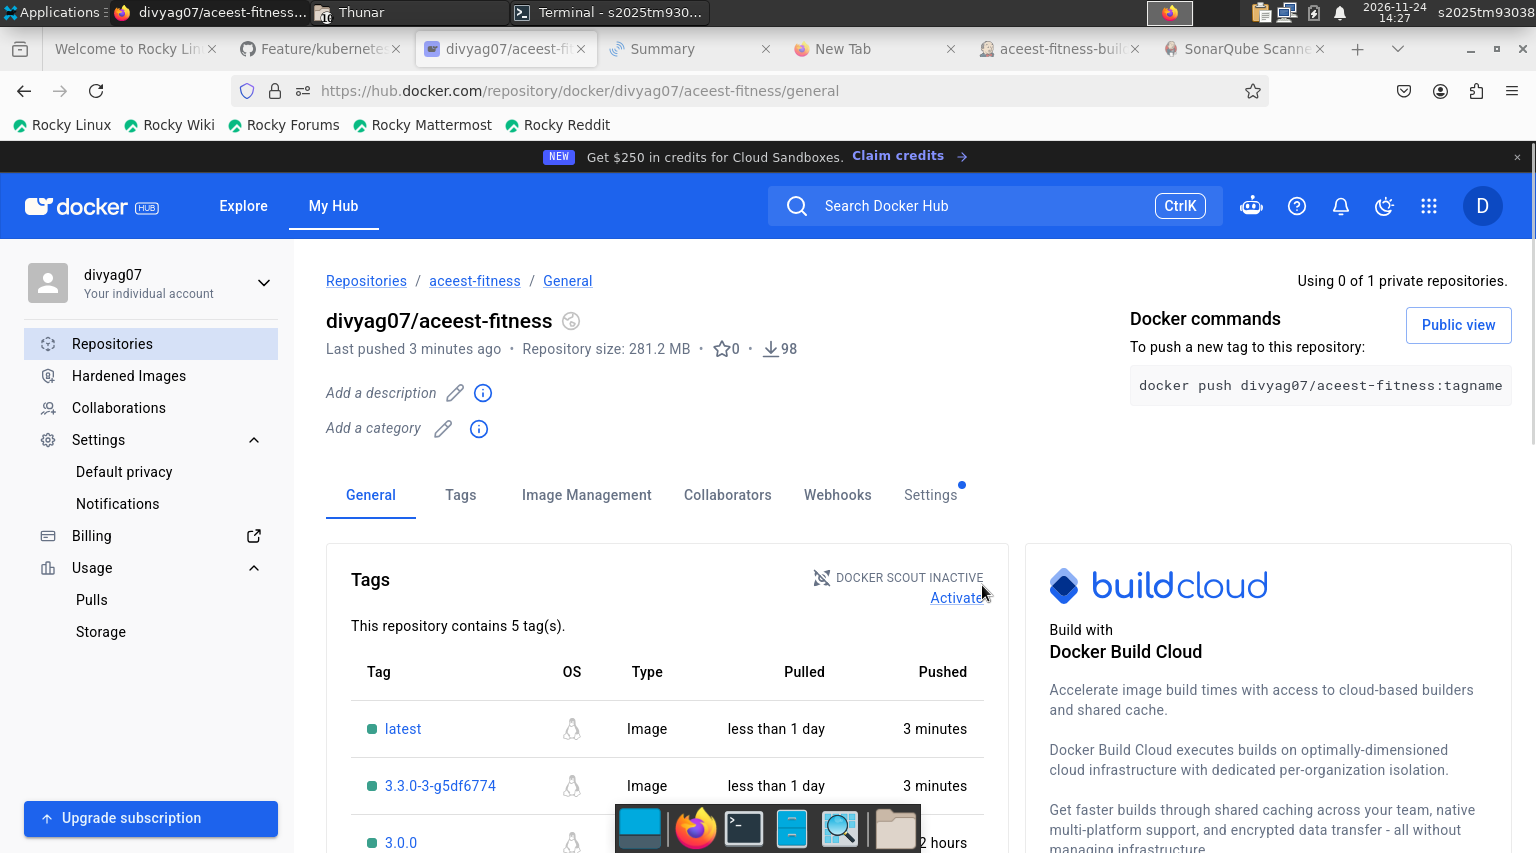 Applications
divyag07/aceest-fitness...
Thunar
Terminal - s2025tm930...
2026-11-24
14:27
s2025tm93038
Welcome to Rocky Lin
Feature/kubernetes
divyag07/aceest-fit
Summary
New Tab
aceest-fitness-build
SonarQube Scanne
https://hub.docker.com/repository/docker/divyag07/aceest-fitness/general
Rocky Linux
Rocky Wiki
Rocky Forums
Rocky Mattermost
Rocky Reddit
NEW Get $250 in credits for Cloud Sandboxes. Claim credits →
docker HUB
Explore
My Hub
Search Docker Hub
CtrlK
D
divyag07
Your individual account
Repositories
Hardened Images
Collaborations
Settings
Default privacy
Notifications
Billing
Usage
Pulls
Storage
Upgrade subscription
Repositories / aceest-fitness / General
Using 0 of 1 private repositories.
divyag07/aceest-fitness
Last pushed 3 minutes ago • Repository size: 281.2 MB • 0 • 98
Add a description
Add a category
Docker commands
Public view
To push a new tag to this repository:
docker push divyag07/aceest-fitness:tagname
General
Tags
Image Management
Collaborators
Webhooks
Settings
Tags
DOCKER SCOUT INACTIVE
Activate
This repository contains 5 tag(s).
Tag OS Type Pulled Pushed
latest Image less than 1 day 3 minutes
3.3.0-3-g5df6774 Image less than 1 day 3 minutes
3.0.0 2 hours
buildcloud
Build with
Docker Build Cloud
Accelerate image build times with access to cloud-based builders
and shared cache.
Docker Build Cloud executes builds on optimally-dimensioned
cloud infrastructure with dedicated per-organization isolation.
Get faster builds through shared caching across your team, native
multi-platform support, and encrypted data transfer - all without
managing infrastructure.